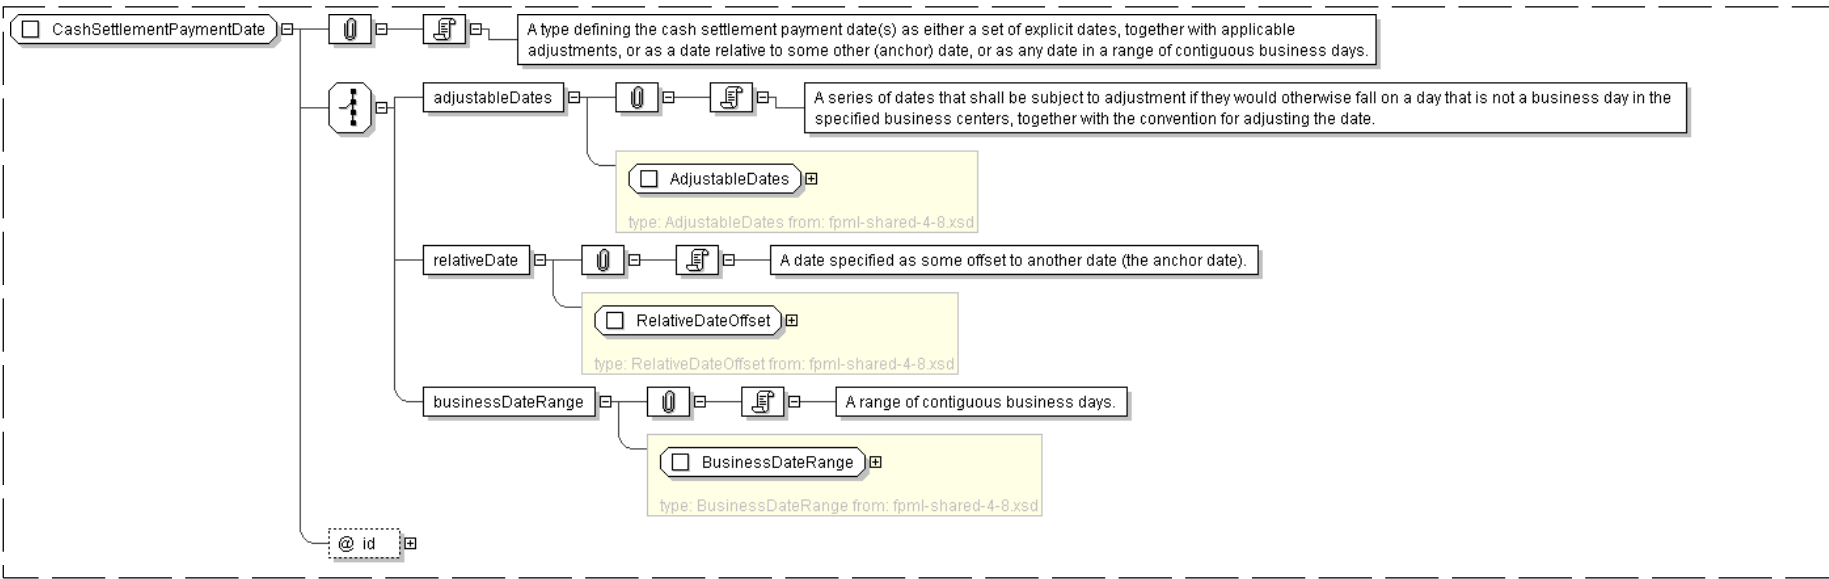 CashSettlementPaymentDate
A type defining the cash settlement payment date(s) as either a set of explicit dates, together with applicable
adjustments, or as a date relative to some other (anchor) date, or as any date in a range of contiguous business days.
adjustableDates
A series of dates that shall be subject to adjustment if they would otherwise fall on a day that is not a business day in the
specified business centers, together with the convention for adjusting the date.
AdjustableDates
type: AdjustableDates from: fpml-shared-4-8.xsd
relativeDate
A date specified as some offset to another date (the anchor date).
RelativeDateOffset
type: RelativeDateOffset from: fpml-shared-4-8.xsd
businessDateRange
A range of contiguous business days.
BusinessDateRange
type: BusinessDateRange from: fpml-shared-4-8.xsd
@ id